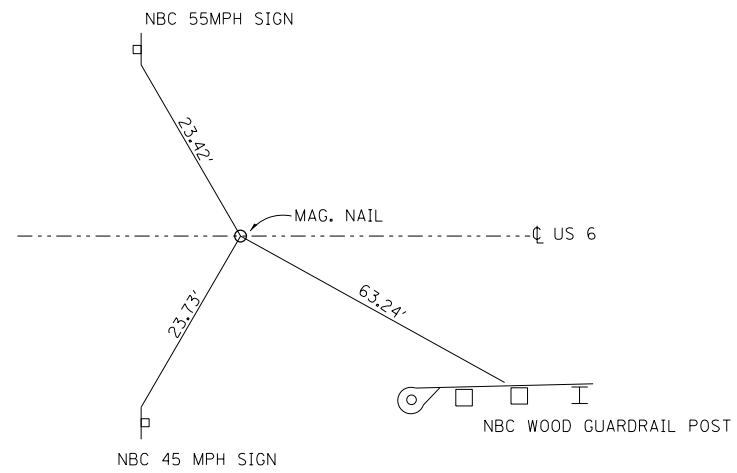 NBC 55MPH SIGN
23.42'
MAG. NAIL
℄ US 6
23.73'
63.24'
NBC WOOD GUARDRAIL POST
NBC 45 MPH SIGN